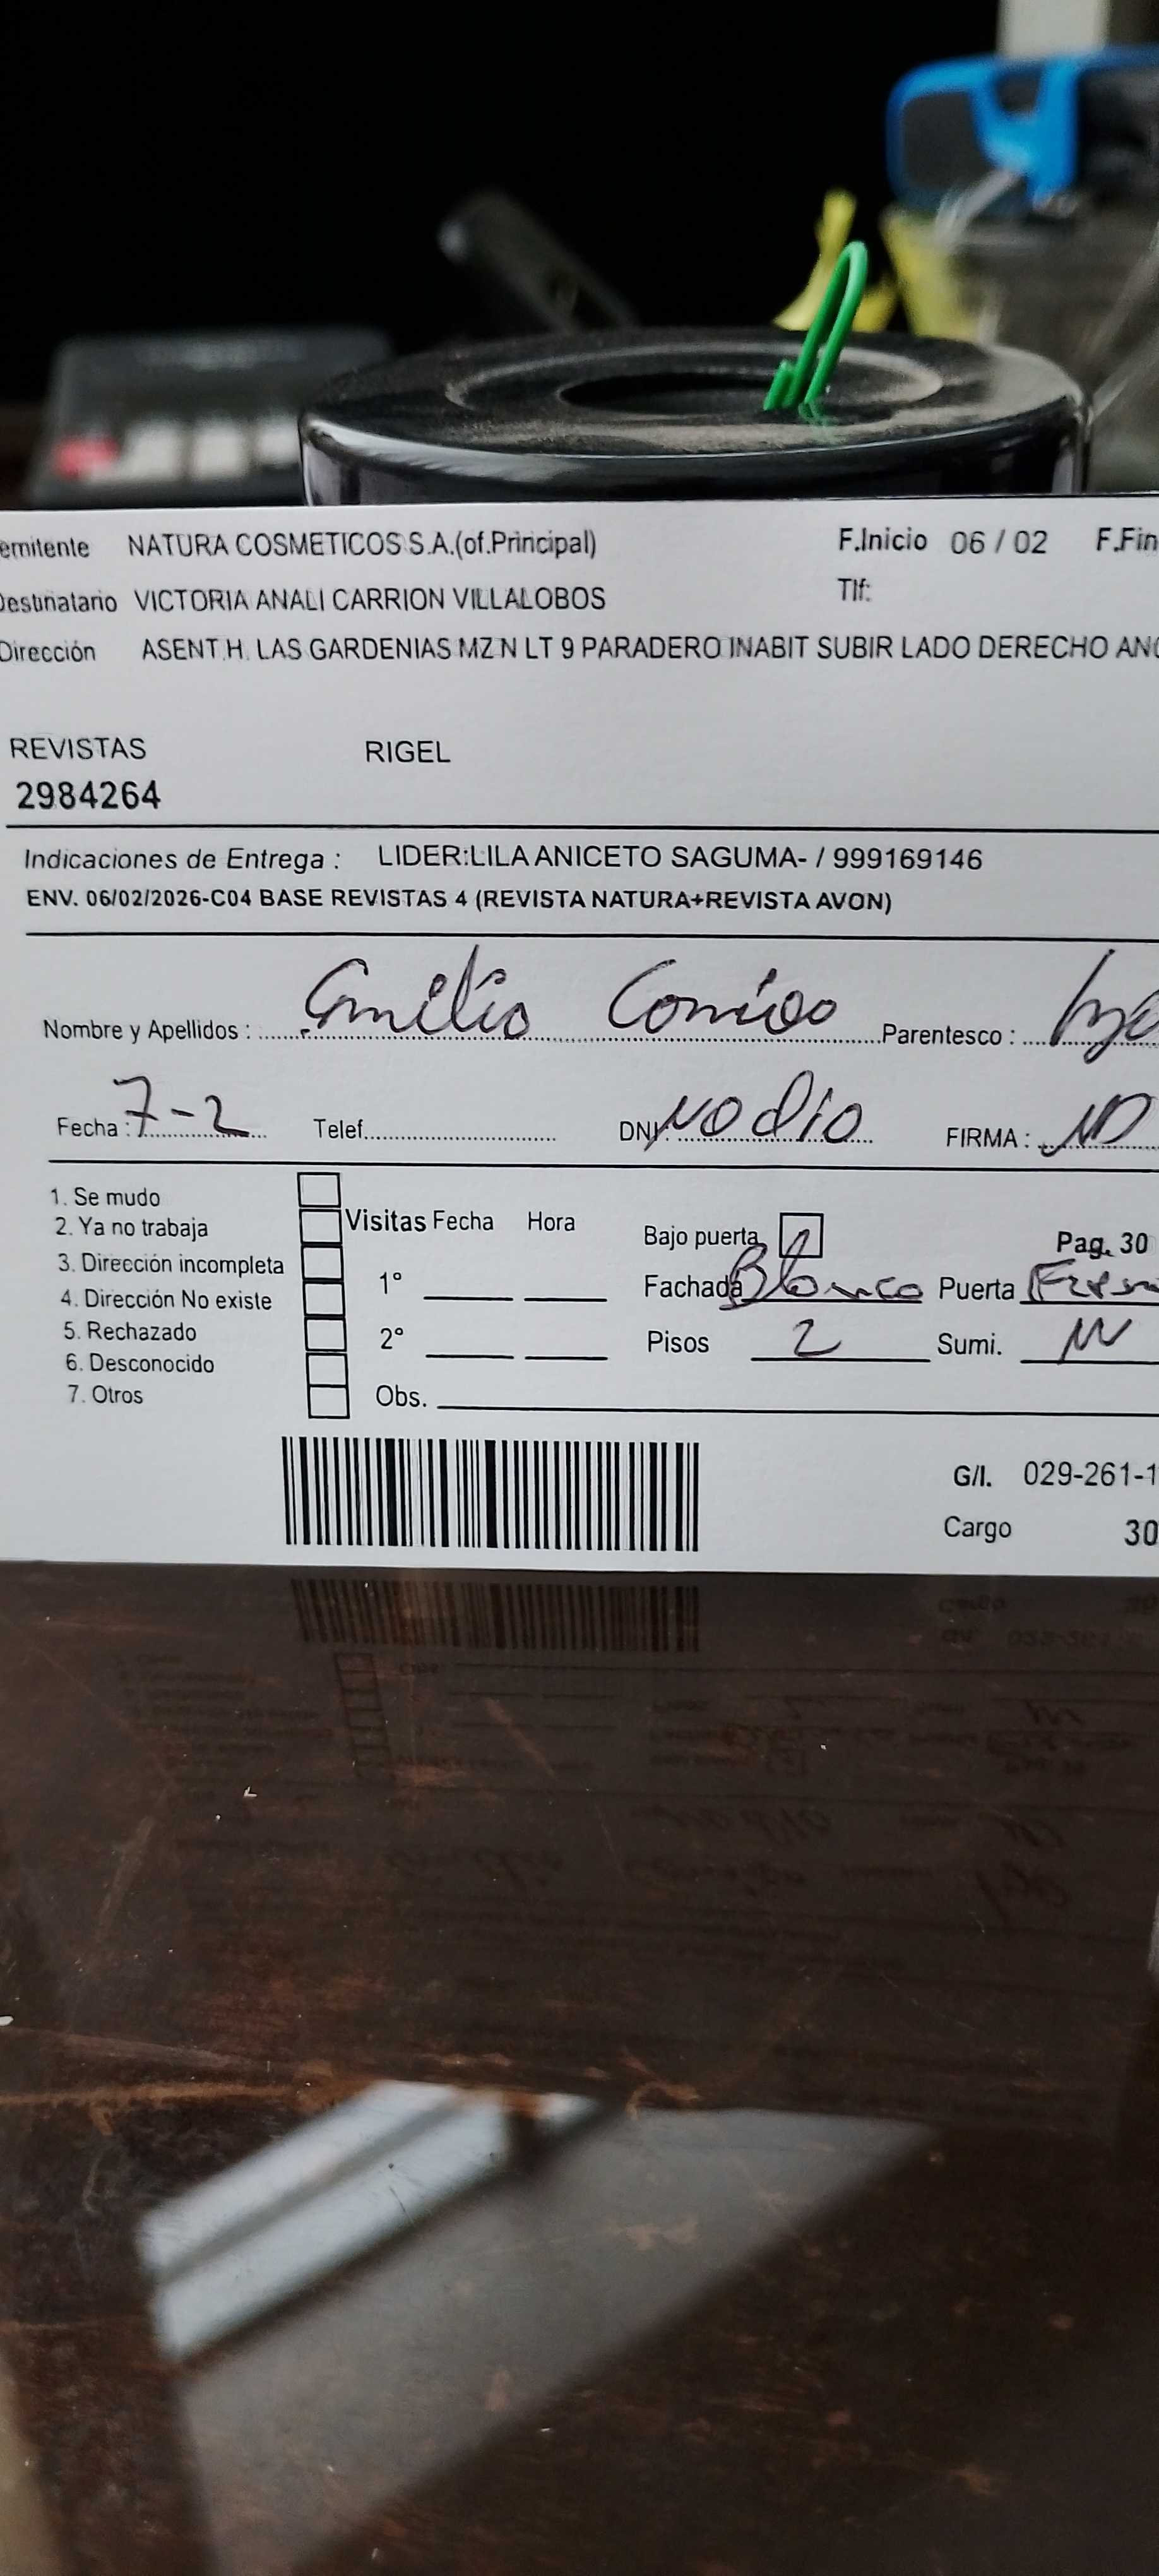 emitente NATURA COSMETICOS S.A.(of.Principal) F.Inicio 06 / 02 F.Fin
Destinatario VICTORIA ANALI CARRION VILLALOBOS Tlf:
Dirección ASENT.H. LAS GARDENIAS MZ N LT 9 PARADERO INABIT SUBIR LADO DERECHO AN
REVISTAS RIGEL
2984264
Indicaciones de Entrega : LIDER:LILA ANICETO SAGUMA- / 999169146
ENV. 06/02/2026-C04 BASE REVISTAS 4 (REVISTA NATURA+REVISTA AVON)
Nombre y Apellidos : Emilio Parentesco :
Fecha : 7-2 Telef. DNI: NO dio FIRMA : ND
1. Se mudo
2. Ya no trabaja Visitas Fecha Hora Bajo puerta Pag. 30
3. Dirección incompleta
4. Dirección No existe 1° Fachada Blanco Puerta
5. Rechazado 2° Pisos 2 Sumi.
6. Desconocido
7. Otros Obs.
G/I. 029-261-1
Cargo 30